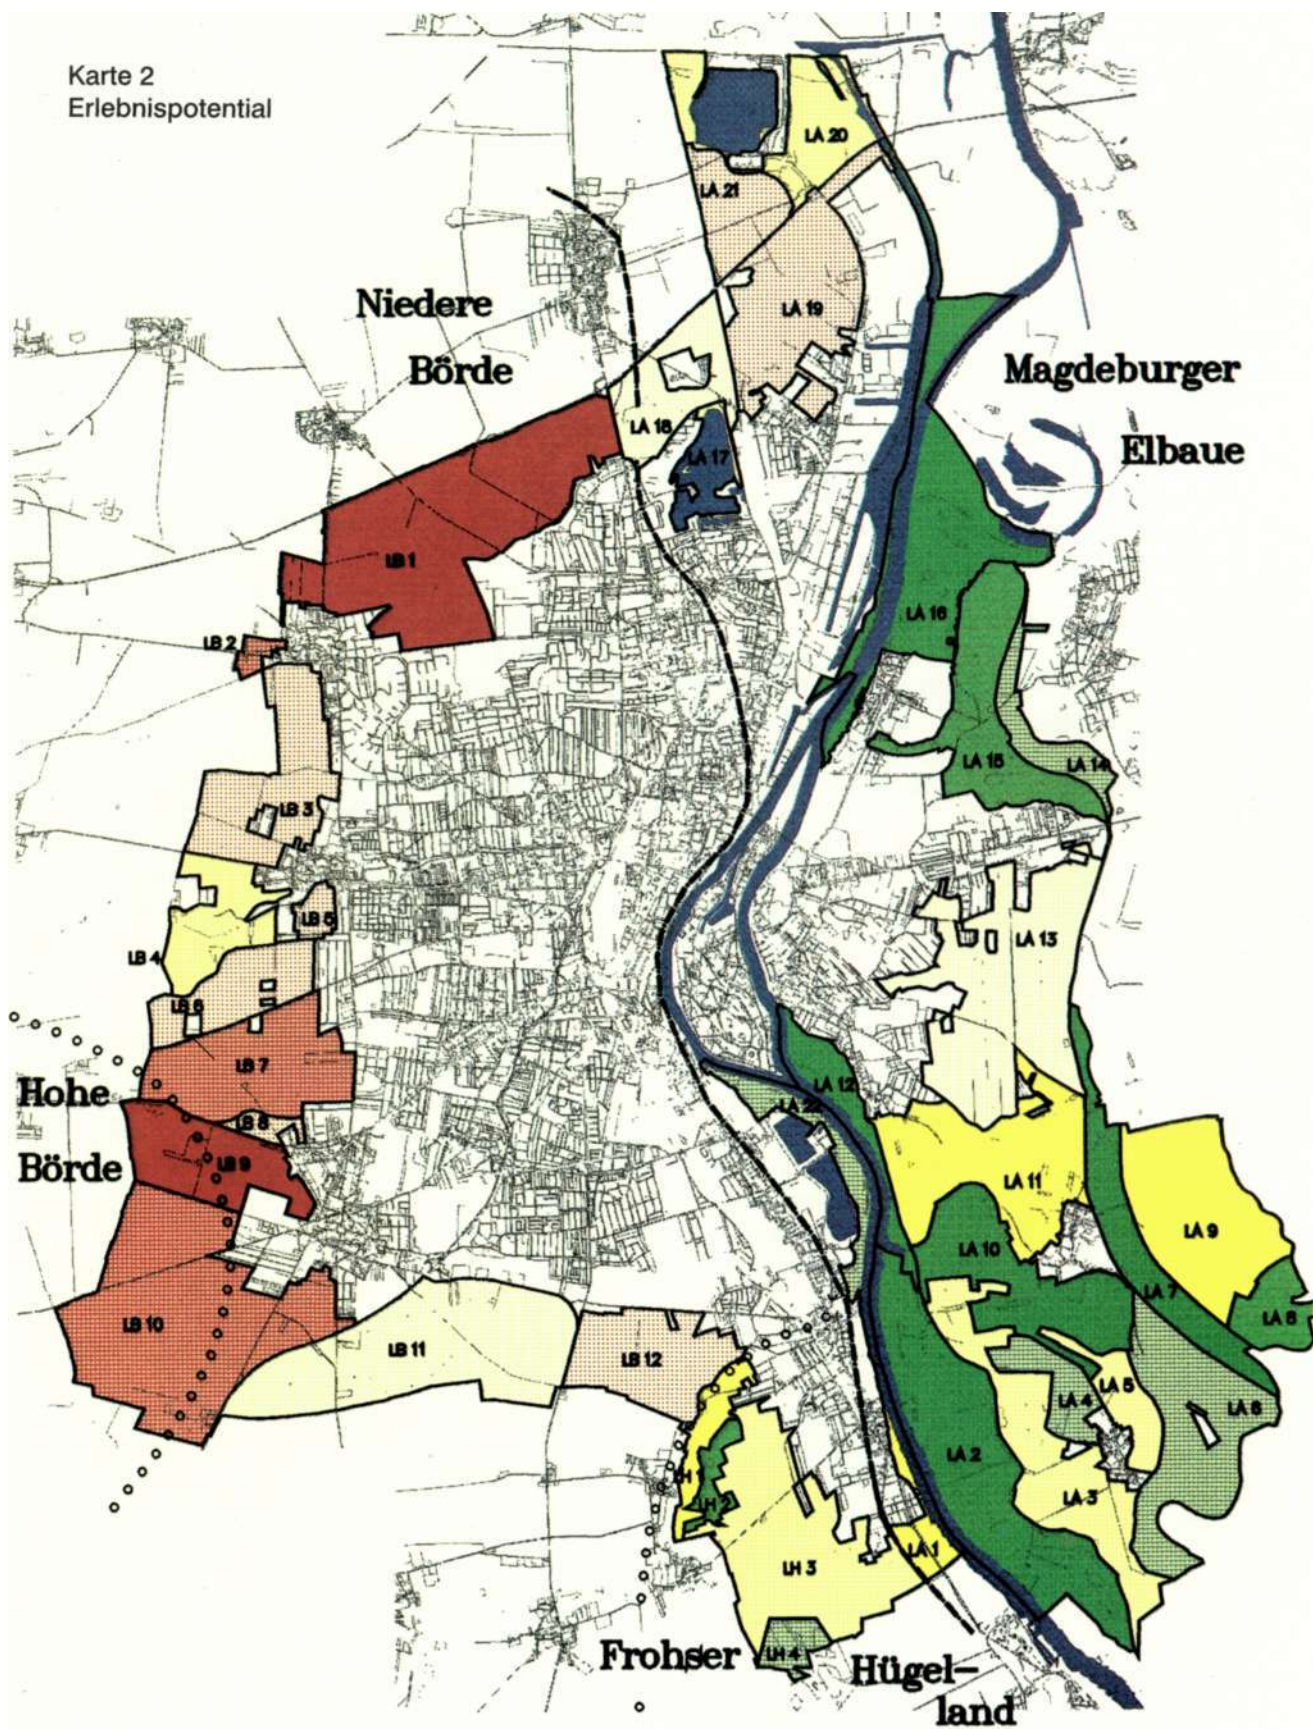 Karte 2
Erlebnispotential
LA 20
LA 21
Niedere
LA 19
Börde
Magdeburger
LA 18
Elbaue
LA 17
LB 1
LA 16
LB 2
LA 15
LA 14
LB 3
LB 5
LA 13
LB 4
LB 6
LB 7
Hohe
LA 12
LA 22
LB 8
Börde
LB 9
LA 11
LA 9
LA 10
LA 7
LA 8
LB 10
LB 11
LB 12
LA 5
LA 4
LA 6
LA 2
LH 1
LA 3
LH 2
LA 1
LH 3
Frohser
LH 4
Hügel-
land